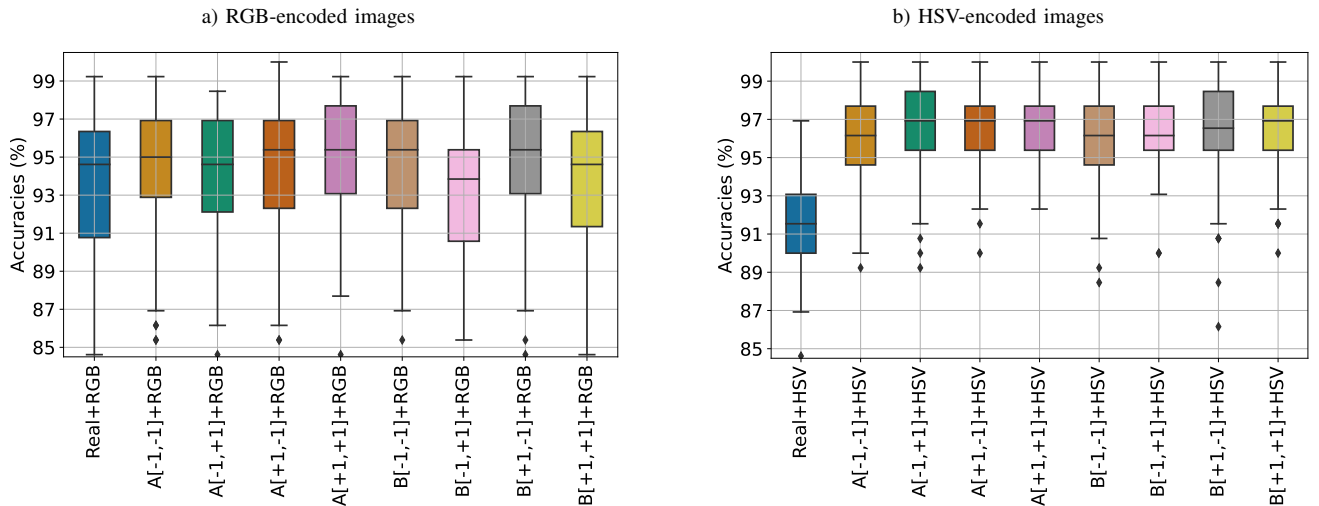 a) RGB-encoded images
Accuracies (%)
99
97
95
93
91
89
87
85
Real+RGB
A[-1,-1]+RGB
A[-1,+1]+RGB
A[+1,-1]+RGB
A[+1,+1]+RGB
B[-1,-1]+RGB
B[-1,+1]+RGB
B[+1,-1]+RGB
B[+1,+1]+RGB
b) HSV-encoded images
Accuracies (%)
99
97
95
93
91
89
87
85
Real+HSV
A[-1,-1]+HSV
A[-1,+1]+HSV
A[+1,-1]+HSV
A[+1,+1]+HSV
B[-1,-1]+HSV
B[-1,+1]+HSV
B[+1,-1]+HSV
B[+1,+1]+HSV